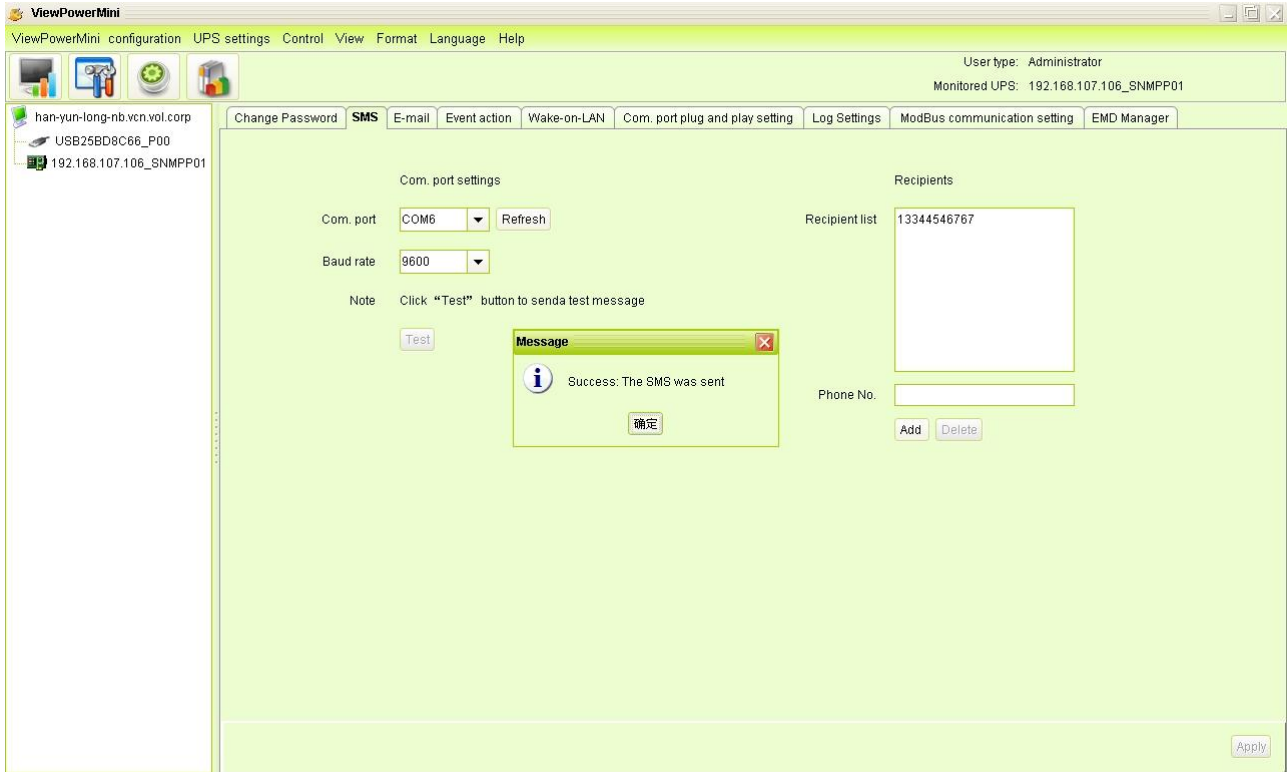 ViewPowerMini
ViewPowerMini configuration UPS settings Control View Format Language Help
User type: Administrator
Monitored UPS: 192.168.107.106_SNMPP01
han-yun-long-nb.vcn.vol.corp
USB25BD8C66_P00
192.168.107.106_SNMPP01
Change Password SMS E-mail Event action Wake-on-LAN Com. port plug and play setting Log Settings ModBus communication setting EMD Manager
Com. port settings
Recipients
Com. port COM6 Refresh
Recipient list 13344546767
Baud rate 9600
Note Click “Test” button to senda test message
Test
Message
Success: The SMS was sent
确定
Phone No.
Add Delete
Apply